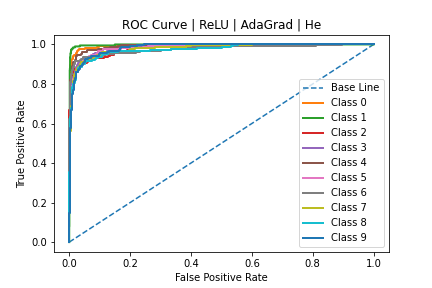 ROC Curve | ReLU | AdaGrad | He
True Positive Rate
1.0
0.8
0.6
0.4
0.2
0.0
Base Line
Class 0
Class 1
Class 2
Class 3
Class 4
Class 5
Class 6
Class 7
Class 8
Class 9
0.0 0.2 0.4 0.6 0.8 1.0
False Positive Rate